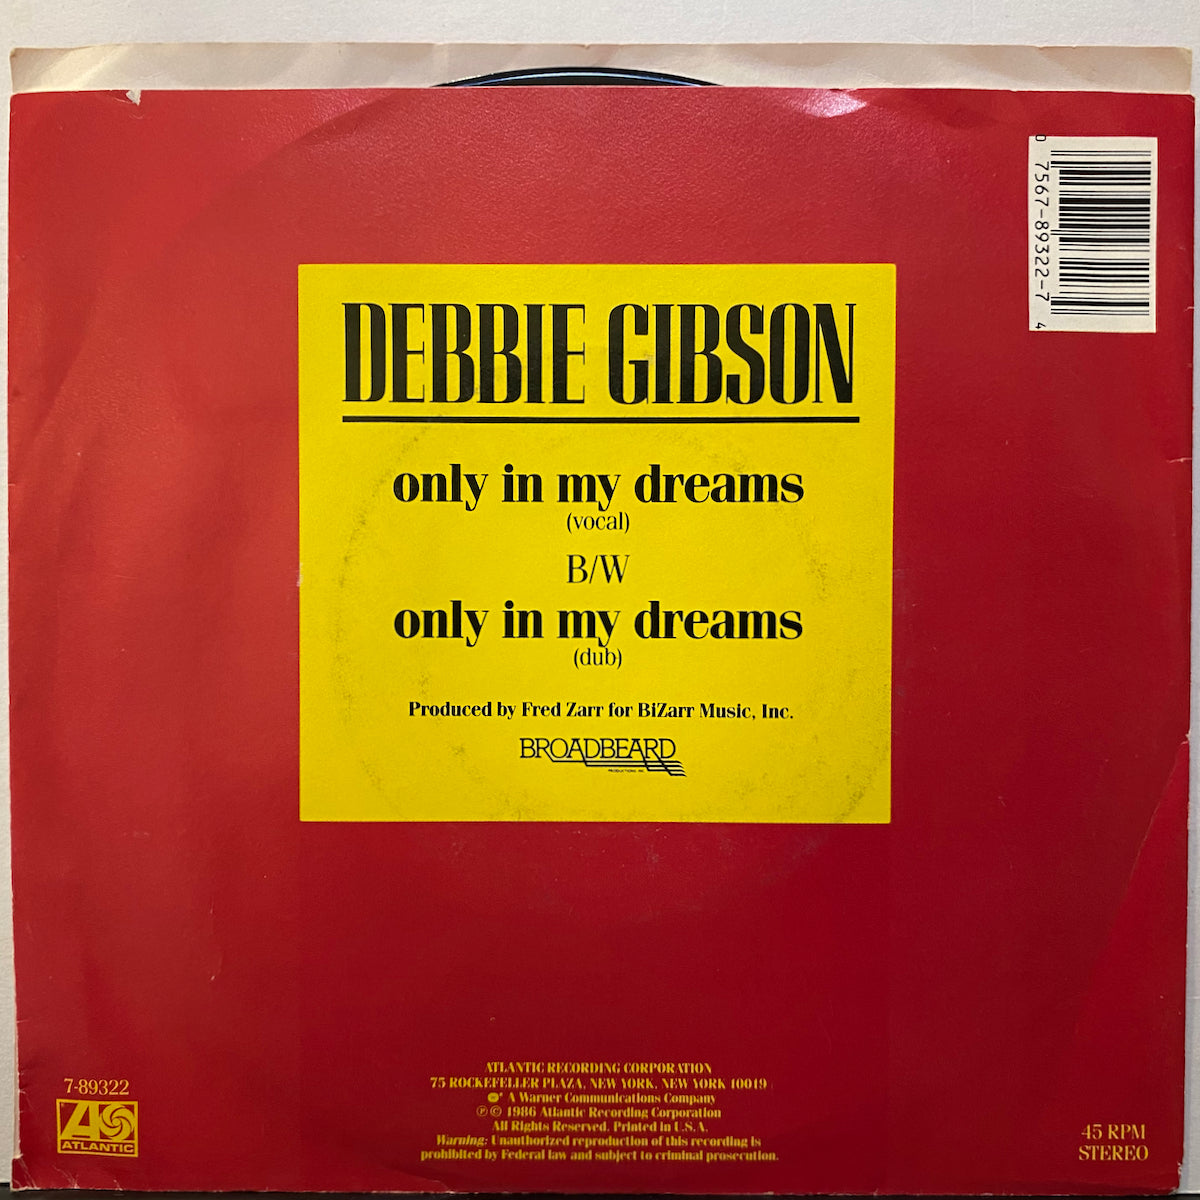 0 7567-89322-7 4
DEBBIE GIBSON
only in my dreams
(vocal)
B/W
only in my dreams
(dub)
Produced by Fred Zarr for BiZarr Music, Inc.
BROADBEARD
PRODUCTIONS INC.
ATLANTIC RECORDING CORPORATION
75 ROCKEFELLER PLAZA, NEW YORK, NEW YORK 10019
A Warner Communications Company
℗ © 1986 Atlantic Recording Corporation
All Rights Reserved. Printed in U.S.A.
Warning: Unauthorized reproduction of this recording is
prohibited by Federal law and subject to criminal prosecution.
7-89322
ATLANTIC
45 RPM
STEREO